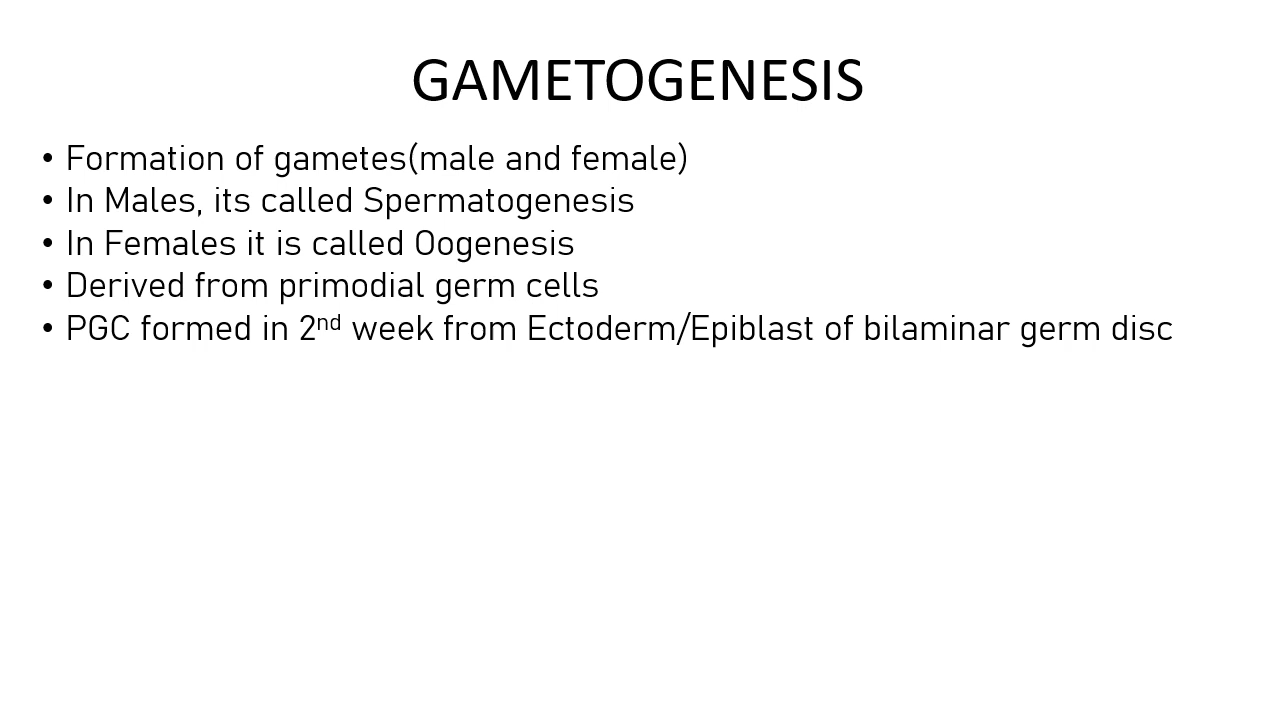 GAMETOGENESIS
• Formation of gametes(male and female)
• In Males, its called Spermatogenesis
• In Females it is called Oogenesis
• Derived from primodial germ cells
• PGC formed in 2nd week from Ectoderm/Epiblast of bilaminar germ disc